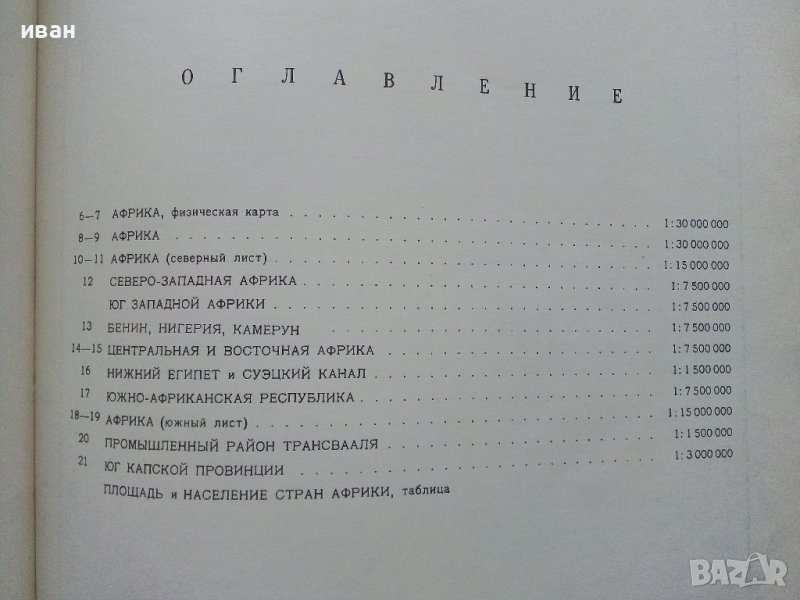 иван
ОГЛАВЛЕНИЕ
6—7 АФРИКА, физическая карта . . . . . . . . . . . . . . . . 1:30 000 000
8—9 АФРИКА . . . . . . . . . . . . . . . . 1:30 000 000
10—11 АФРИКА (северный лист) . . . . . . . . . . . . . . . . 1:15 000 000
12 СЕВЕРО-ЗАПАДНАЯ АФРИКА . . . . . . . . . . . . . . . . 1:7 500 000
ЮГ ЗАПАДНОЙ АФРИКИ . . . . . . . . . . . . . . . . 1:7 500 000
13 БЕНИН, НИГЕРИЯ, КАМЕРУН . . . . . . . . . . . . . . . . 1:7 500 000
14—15 ЦЕНТРАЛЬНАЯ И ВОСТОЧНАЯ АФРИКА . . . . . . . . . . . . . . . . 1:7 500 000
16 НИЖНИЙ ЕГИПЕТ и СУЭЦКИЙ КАНАЛ . . . . . . . . . . . . . . . . 1:1 500 000
17 ЮЖНО-АФРИКАНСКАЯ РЕСПУБЛИКА . . . . . . . . . . . . . . . . 1:7 500 000
18—19 АФРИКА (южный лист) . . . . . . . . . . . . . . . . 1:15 000 000
20 ПРОМЫШЛЕННЫЙ РАЙОН ТРАНСВААЛЯ . . . . . . . . . . . . . . . . 1:1 500 000
21 ЮГ КАПСКОЙ ПРОВИНЦИИ . . . . . . . . . . . . . . . . 1:3 000 000
ПЛОЩАДЬ и НАСЕЛЕНИЕ СТРАН АФРИКИ, таблица
BAZAR